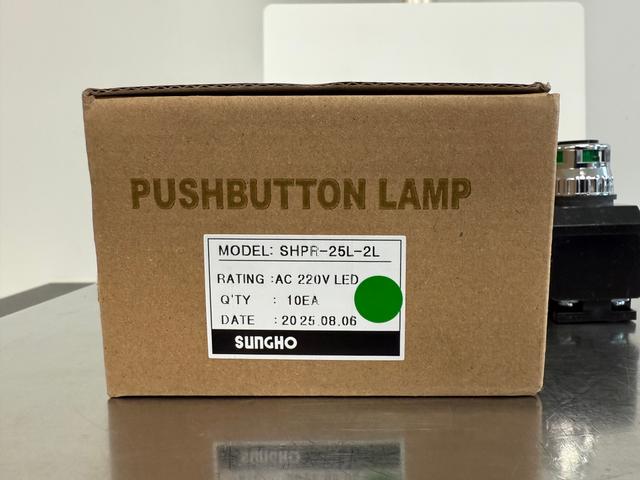 PUSHBUTTON LAMP
MODEL: SHPR-25L-2L
RATING :AC 220V LED
Q'TY : 10EA
DATE : 2025.08.06
SUNGHO